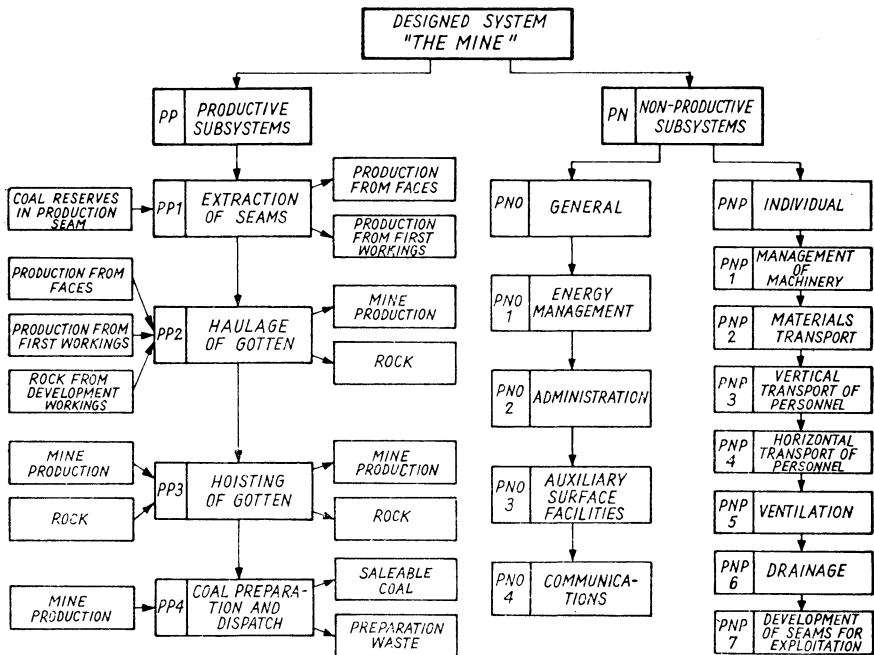 DESIGNED SYSTEM
"THE MINE"
PP
PRODUCTIVE
SUBSYSTEMS
PN
NON-PRODUCTIVE
SUBSYSTEMS
COAL RESERVES
IN PRODUCTION
SEAM
PP1
EXTRACTION
OF SEAMS
PRODUCTION
FROM FACES
PRODUCTION
FROM FIRST
WORKINGS
PRODUCTION FROM
FACES
PRODUCTION FROM
FIRST WORKINGS
ROCK FROM
DEVELOPMENT
WORKINGS
PP2
HAULAGE
OF GOTTEN
MINE
PRODUCTION
ROCK
MINE
PRODUCTION
ROCK
PP3
HOISTING
OF GOTTEN
MINE
PRODUCTION
ROCK
MINE
PRODUCTION
PP4
COAL PREPARA-
TION AND
DISPATCH
SALEABLE
COAL
PREPARATION
WASTE
PNO
GENERAL
PNO
1
ENERGY
MANAGEMENT
PNO
2
ADMINISTRATION
PNO
3
AUXILIARY
SURFACE
FACILITIES
PNO
4
COMMUNICA-
TIONS
PNP
INDIVIDUAL
PNP
1
MANAGEMENT
OF
MACHINERY
PNP
2
MATERIALS
TRANSPORT
PNP
3
VERTICAL
TRANSPORT OF
PERSONNEL
PNP
4
HORIZONTAL
TRANSPORT OF
PERSONNEL
PNP
5
VENTILATION
PNP
6
DRAINAGE
PNP
7
DEVELOPMENT
OF SEAMS FOR
EXPLOITATION